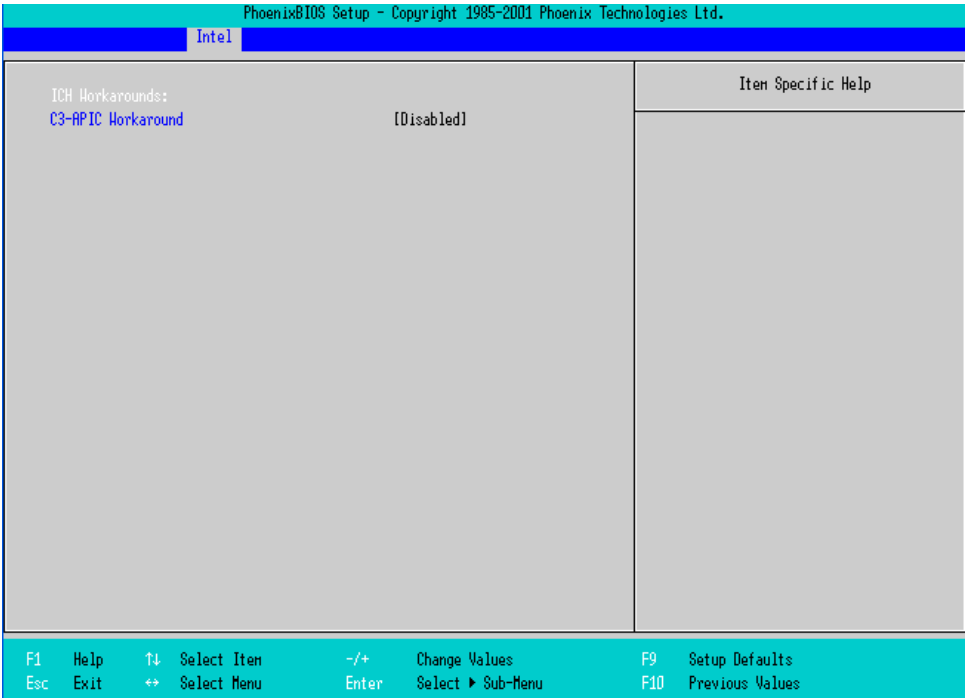 PhoenixBIOS Setup - Copyright 1985-2001 Phoenix Technologies Ltd.
Intel
Item Specific Help
ICH Workarounds:
C3-APIC Workaround [Disabled]
F1 Help ↑↓ Select Item -/+ Change Values F9 Setup Defaults
Esc Exit ↔ Select Menu Enter Select ▶ Sub-Menu F10 Previous Values